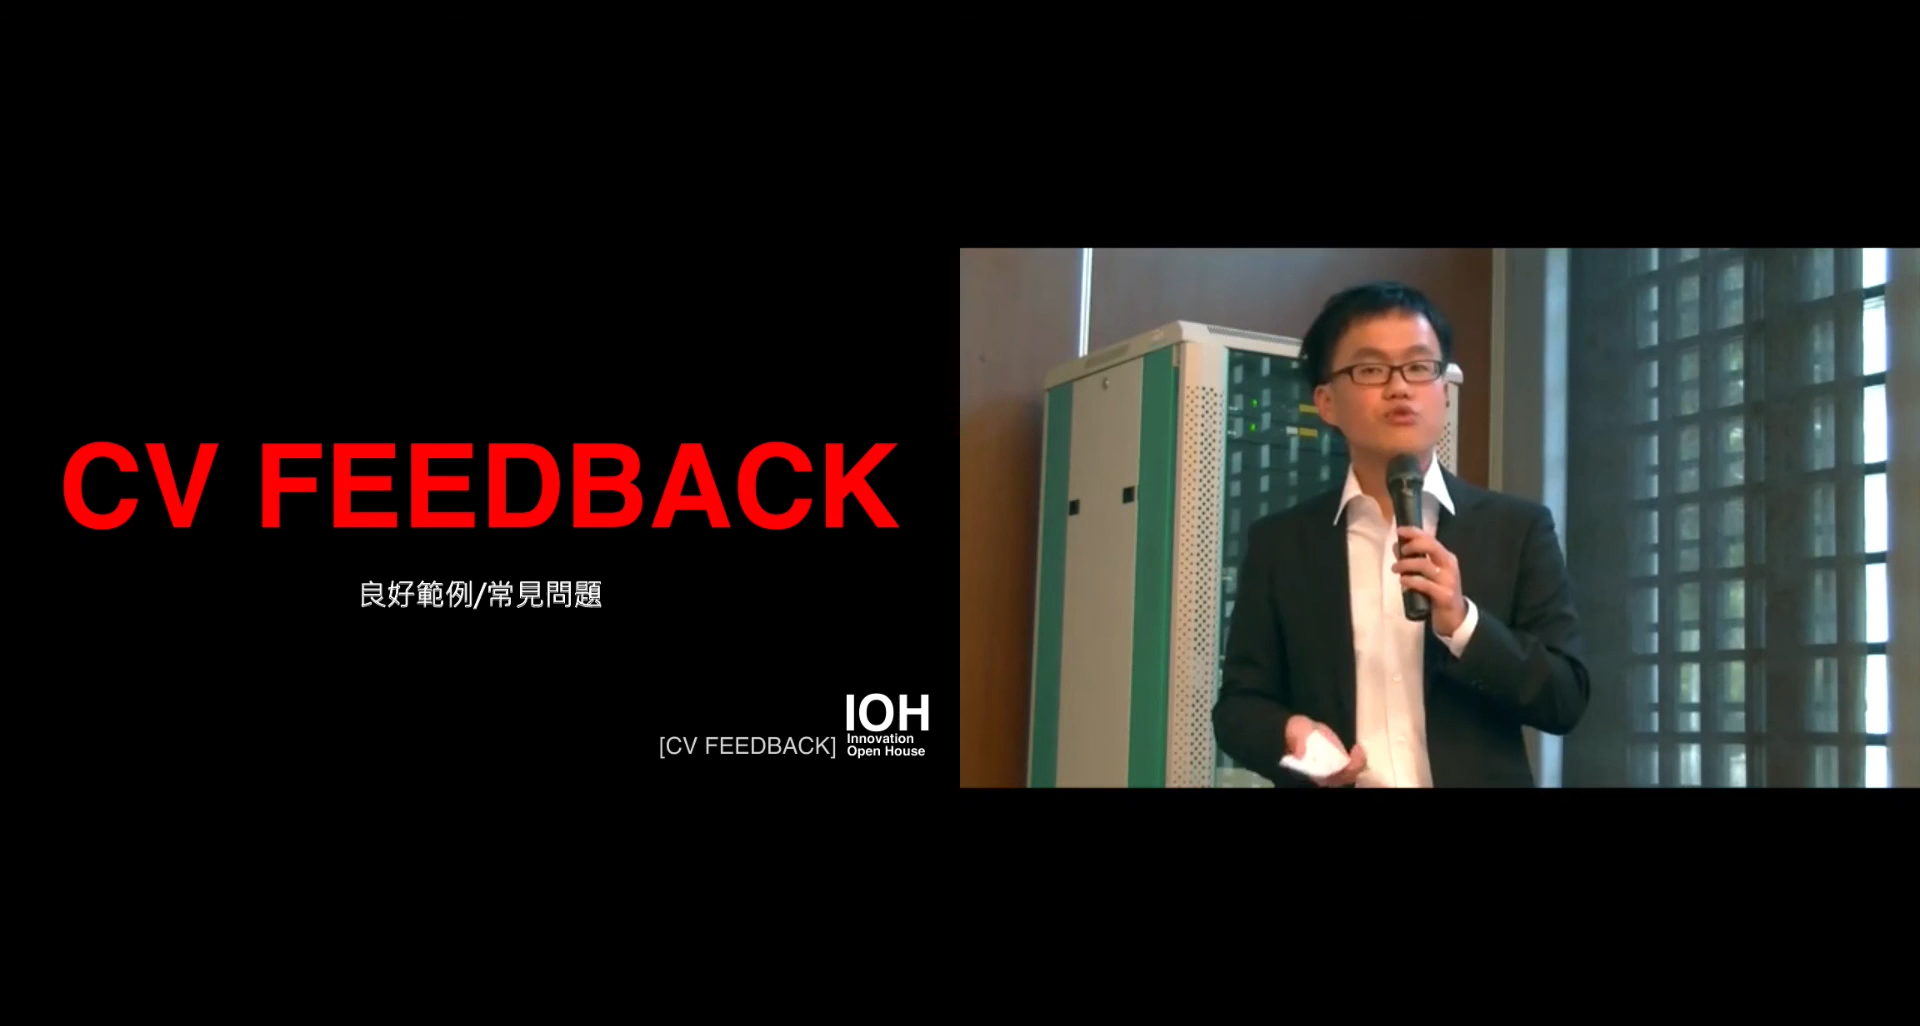 CV FEEDBACK
良好範例/常見問題
IOH
Innovation
Open House
[CV FEEDBACK]